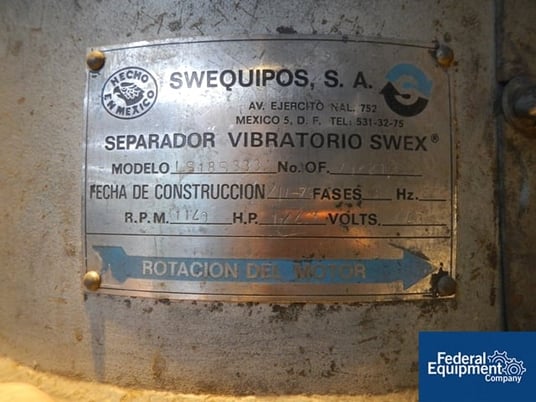 HECHO EN MEXICO
SWEQUIPOS, S. A.
AV. EJERCITO NAL. 752
MEXICO 5, D. F. TEL: 531-32-75
SEPARADOR VIBRATORIO SWEX®
MODELO No. OF.
FECHA DE CONSTRUCCION FASES Hz.
R.P.M. 1140 H.P. VOLTS.
ROTACION DEL MOTOR
Federal
Equipment
Company